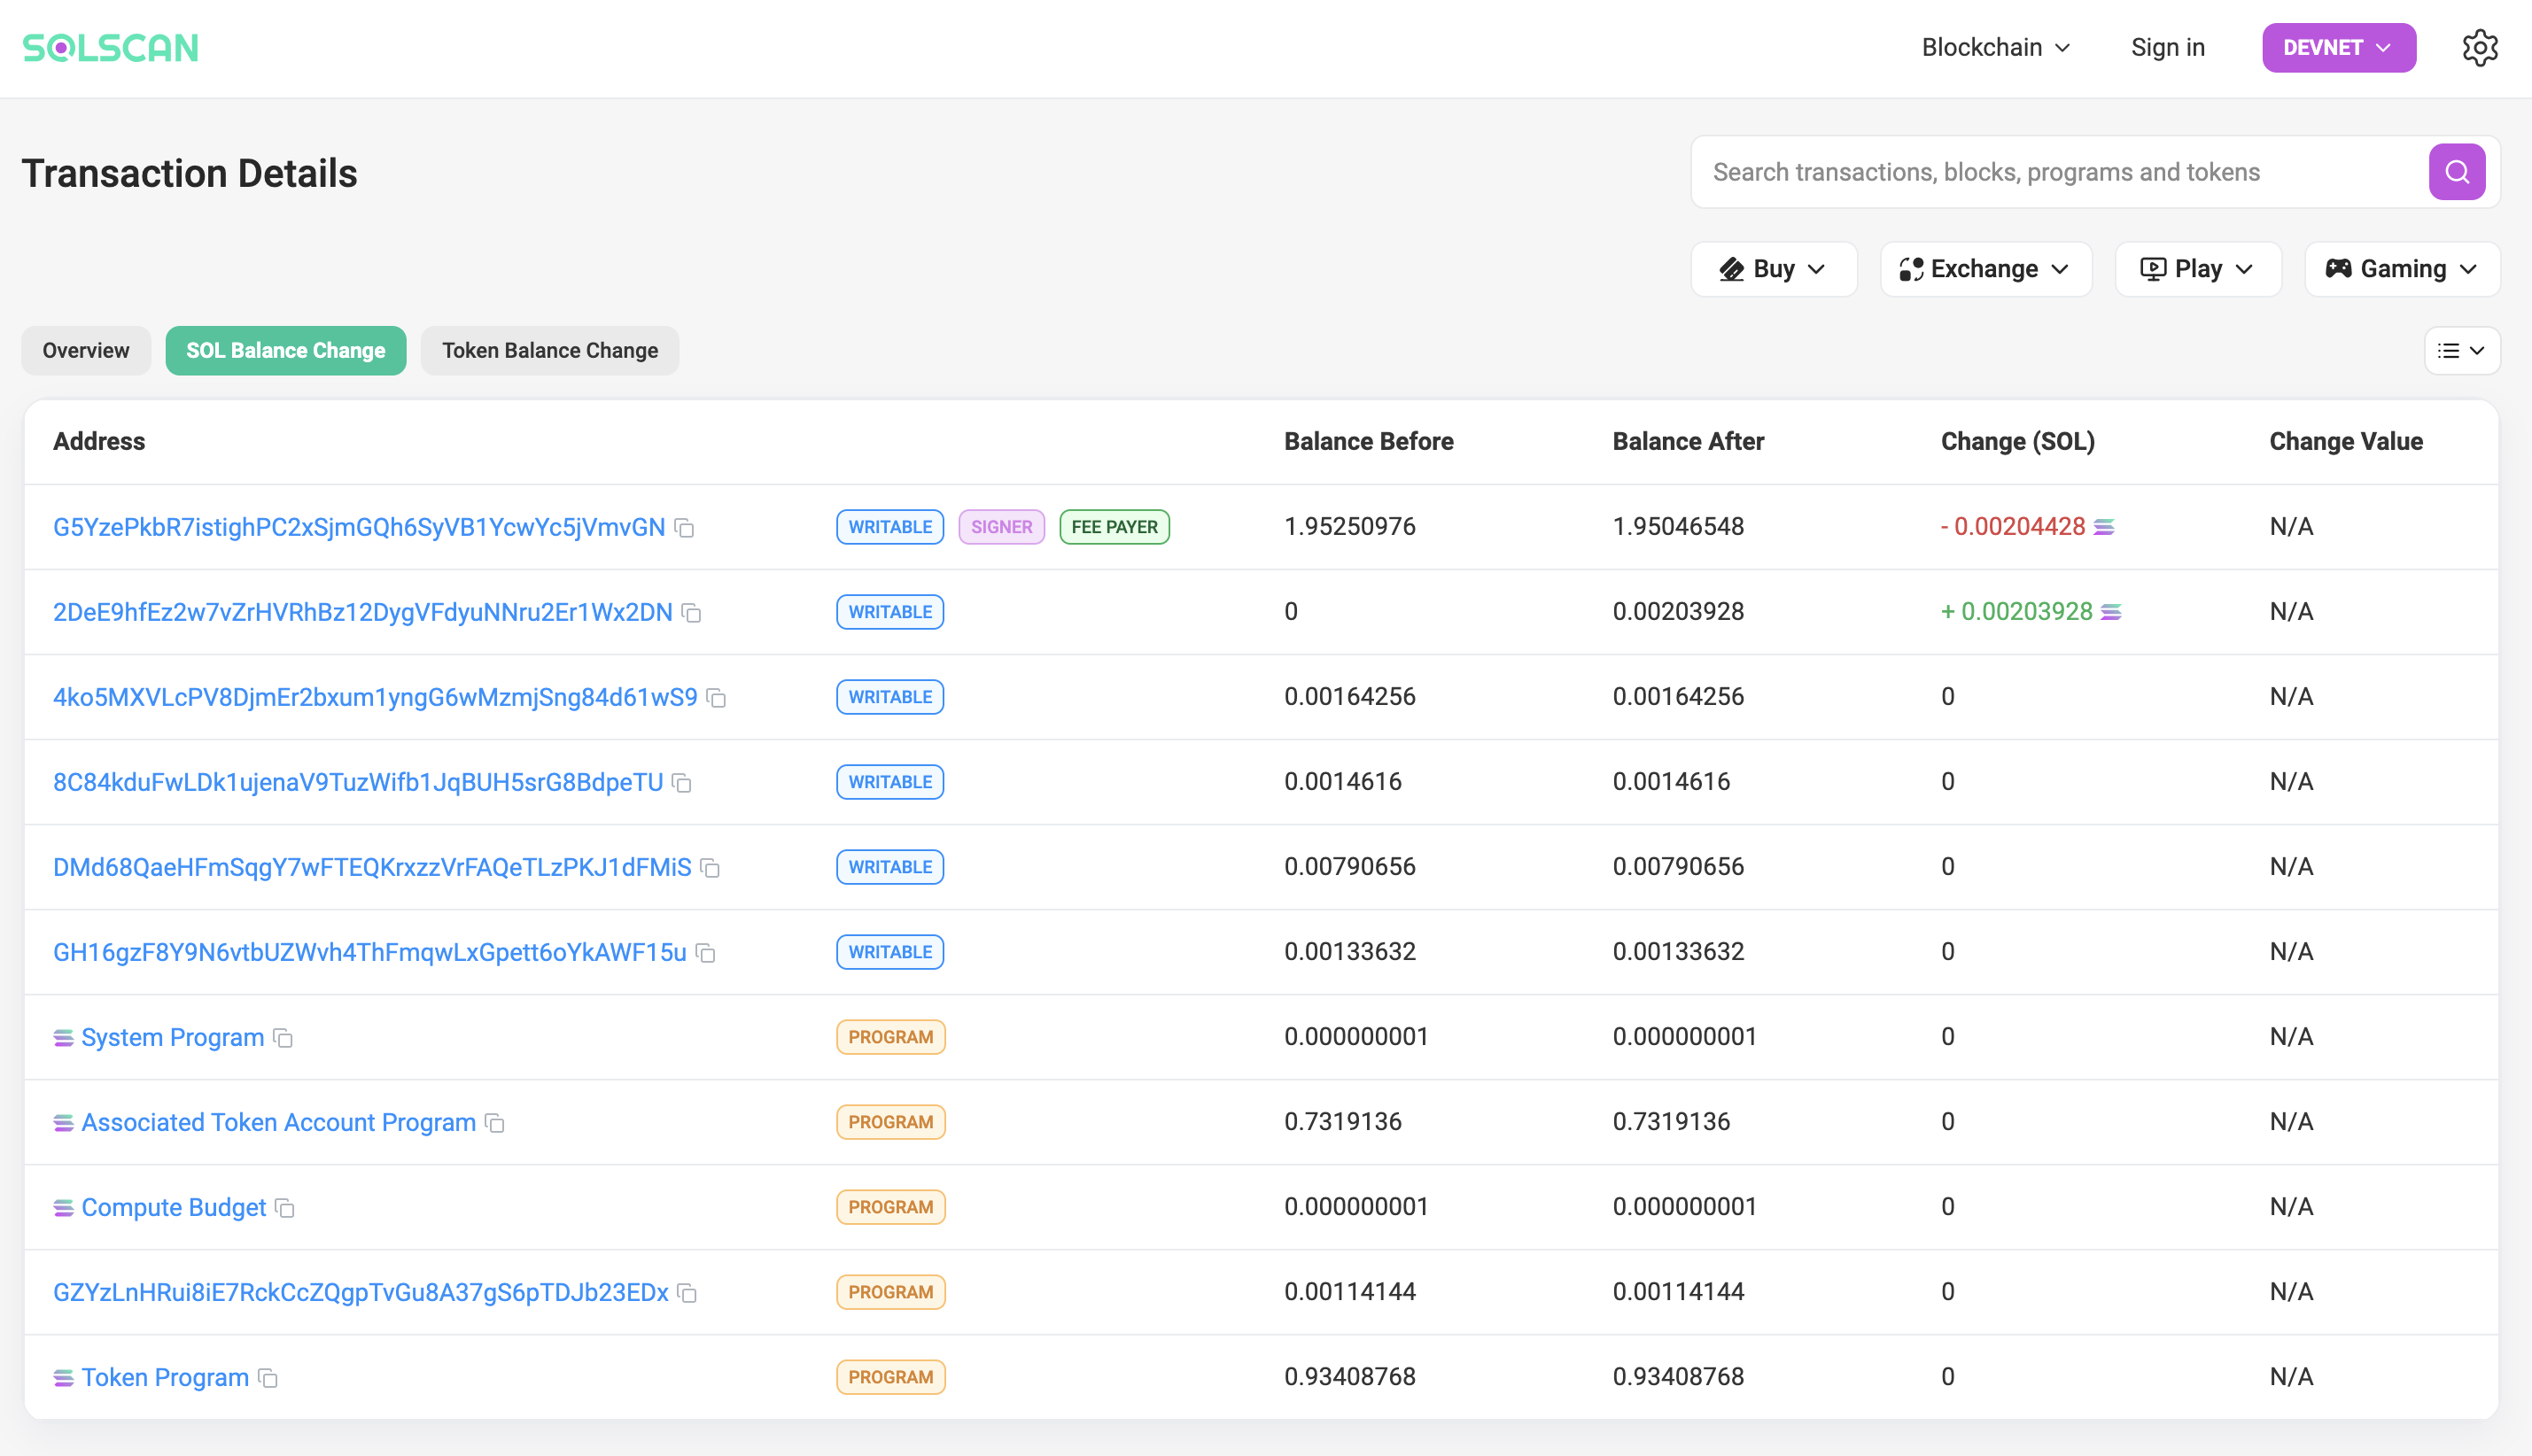 SOLSCAN
Blockchain Sign in DEVNET
Transaction Details
Search transactions, blocks, programs and tokens
Buy Exchange Play Gaming
Overview SOL Balance Change Token Balance Change
Address Balance Before Balance After Change (SOL) Change Value
G5YzePkbR7istighPC2xSjmGQh6SyVB1YcwYc5jVmvGN WRITABLE SIGNER FEE PAYER 1.95250976 1.95046548 - 0.00204428 N/A
2DeE9hfEz2w7vZrHVRhBz12DygVFdyuNNru2Er1Wx2DN WRITABLE 0 0.00203928 + 0.00203928 N/A
4ko5MXVLcPV8DjmEr2bxum1yngG6wMzmjSng84d61wS9 WRITABLE 0.00164256 0.00164256 0 N/A
8C84kduFwLDk1ujenaV9TuzWifb1JqBUH5srG8BdpeTU WRITABLE 0.0014616 0.0014616 0 N/A
DMd68QaeHFmSqgY7wFTEQKrxzzVrFAQeTLzPKJ1dFMiS WRITABLE 0.00790656 0.00790656 0 N/A
GH16gzF8Y9N6vtbUZWvh4ThFmqwLxGpett6oYkAWF15u WRITABLE 0.00133632 0.00133632 0 N/A
System Program PROGRAM 0.000000001 0.000000001 0 N/A
Associated Token Account Program PROGRAM 0.7319136 0.7319136 0 N/A
Compute Budget PROGRAM 0.000000001 0.000000001 0 N/A
GZYzLnHRui8iE7RckCcZQgpTvGu8A37gS6pTDJb23EDx PROGRAM 0.00114144 0.00114144 0 N/A
Token Program PROGRAM 0.93408768 0.93408768 0 N/A